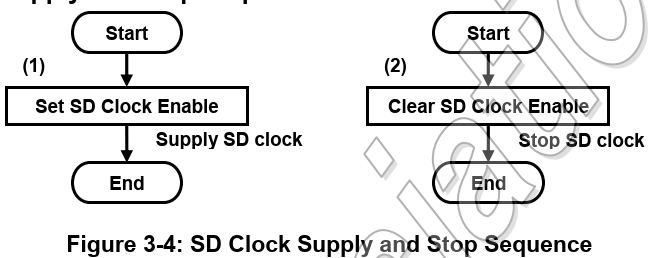 Start
(1)
Set SD Clock Enable
Supply SD clock
End
Start
(2)
Clear SD Clock Enable
Stop SD clock
End
Figure 3-4: SD Clock Supply and Stop Sequence